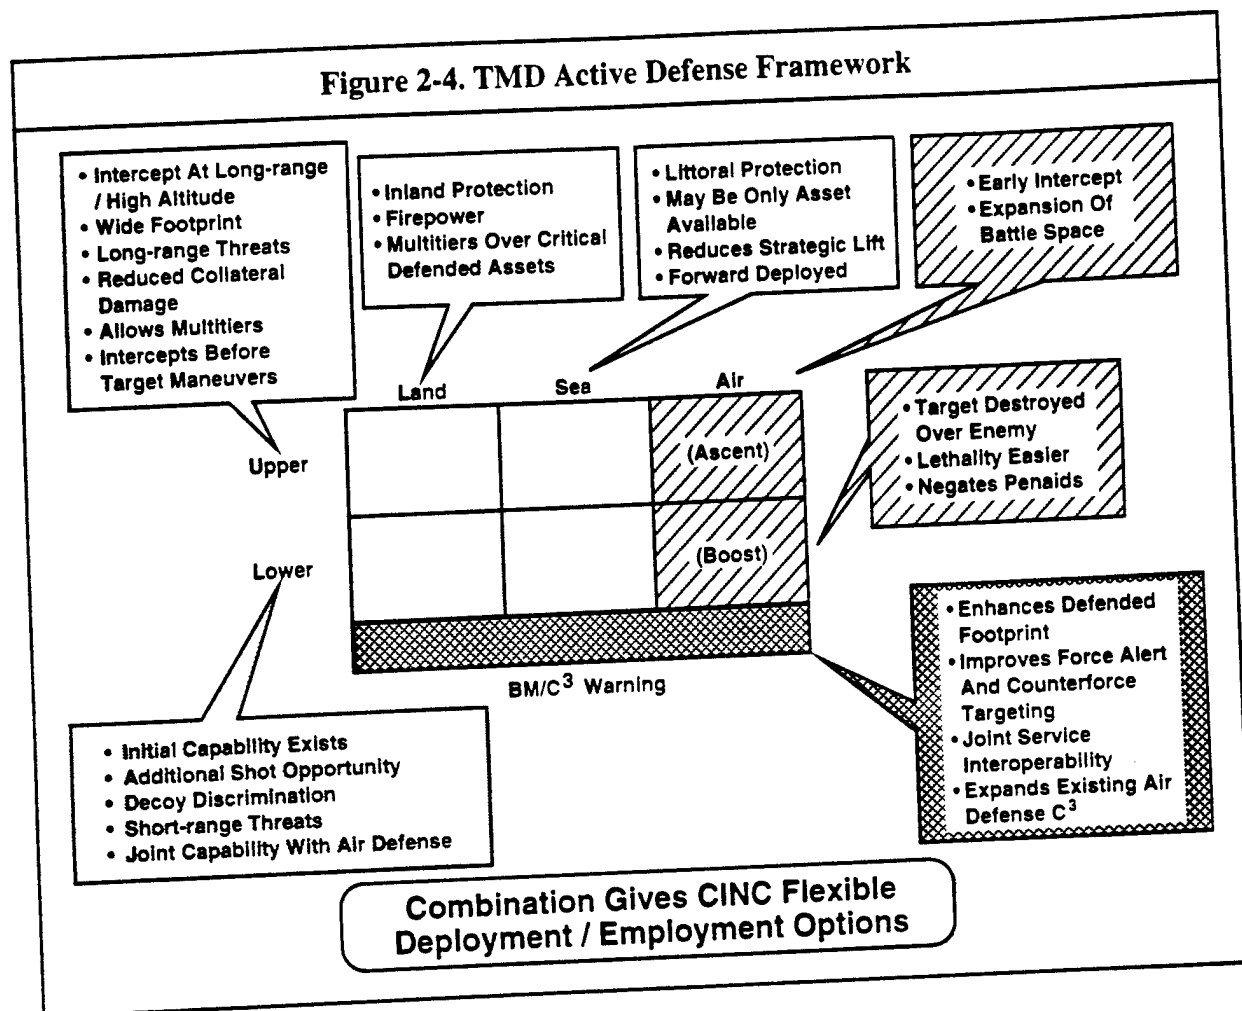 Figure 2-4. TMD Active Defense Framework
• Intercept At Long-range
/ High Altitude
• Wide Footprint
• Long-range Threats
• Reduced Collateral
Damage
• Allows Multitiers
• Intercepts Before
Target Maneuvers
• Inland Protection
• Firepower
• Multitiers Over Critical
Defended Assets
• Littoral Protection
• May Be Only Asset
Available
• Reduces Strategic Lift
• Forward Deployed
• Early Intercept
• Expansion Of
Battle Space
Land
Sea
Air
• Target Destroyed
Over Enemy
• Lethality Easier
• Negates Penaids
Upper
(Ascent)
Lower
(Boost)
BM/C³ Warning
• Enhances Defended
Footprint
• Improves Force Alert
And Counterforce
Targeting
• Joint Service
Interoperability
• Expands Existing Air
Defense C³
• Initial Capability Exists
• Additional Shot Opportunity
• Decoy Discrimination
• Short-range Threats
• Joint Capability With Air Defense
Combination Gives CINC Flexible
Deployment / Employment Options